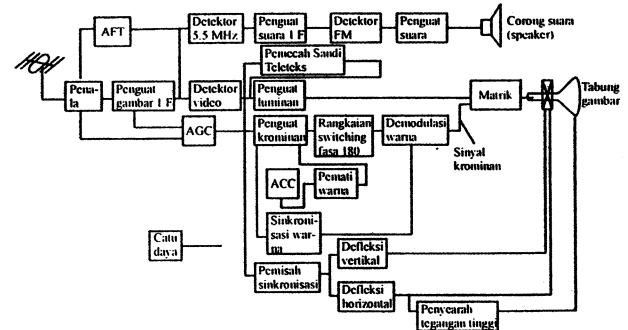 AFT
Detektor
5.5 MHz
Penguat
suara I F
Detektor
FM
Penguat
suara
Corong suara
(speaker)
Pemecah Sandi
Teleteks
Pena-
la
Penguat
gambar I F
Detektor
video
Penguat
luminan
Matrik
Tabung
gambar
AGC
Penguat
krominan
Rangkaian
switching
fasa 180
Demodulasi
warna
Sinyal
krominan
ACC
Pemati
warna
Sinkroni-
sasi war-
na
Catu
daya
Pemisah
sinkronisasi
Defleksi
vertikal
Defleksi
horizontal
Penyearah
tegangan tinggi